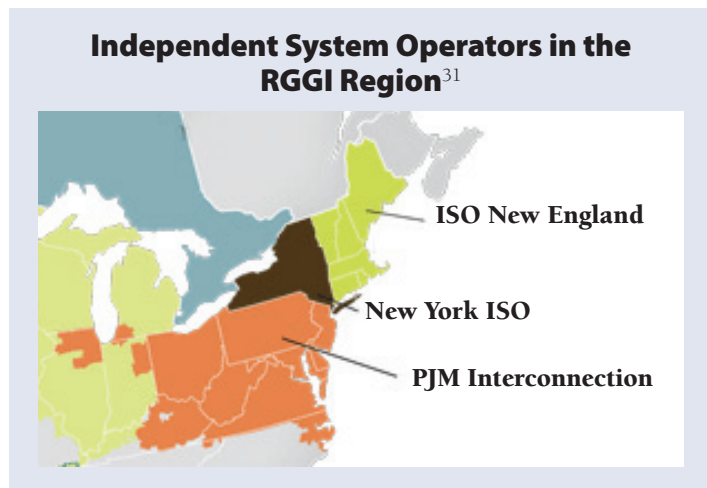 Independent System Operators in the
RGGI Region31
ISO New England
New York ISO
PJM Interconnection